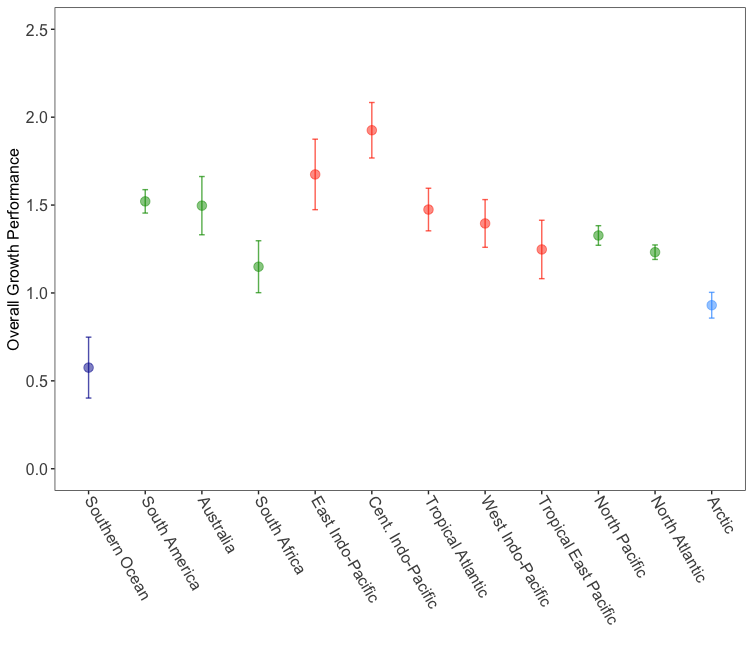 2.5
2.0
1.5
1.0
0.5
0.0
Overall Growth Performance
Southern Ocean
South America
Australia
South Africa
East Indo-Pacific
Cent. Indo-Pacific
Tropical Atlantic
West Indo-Pacific
Tropical East Pacific
North Pacific
North Atlantic
Arctic